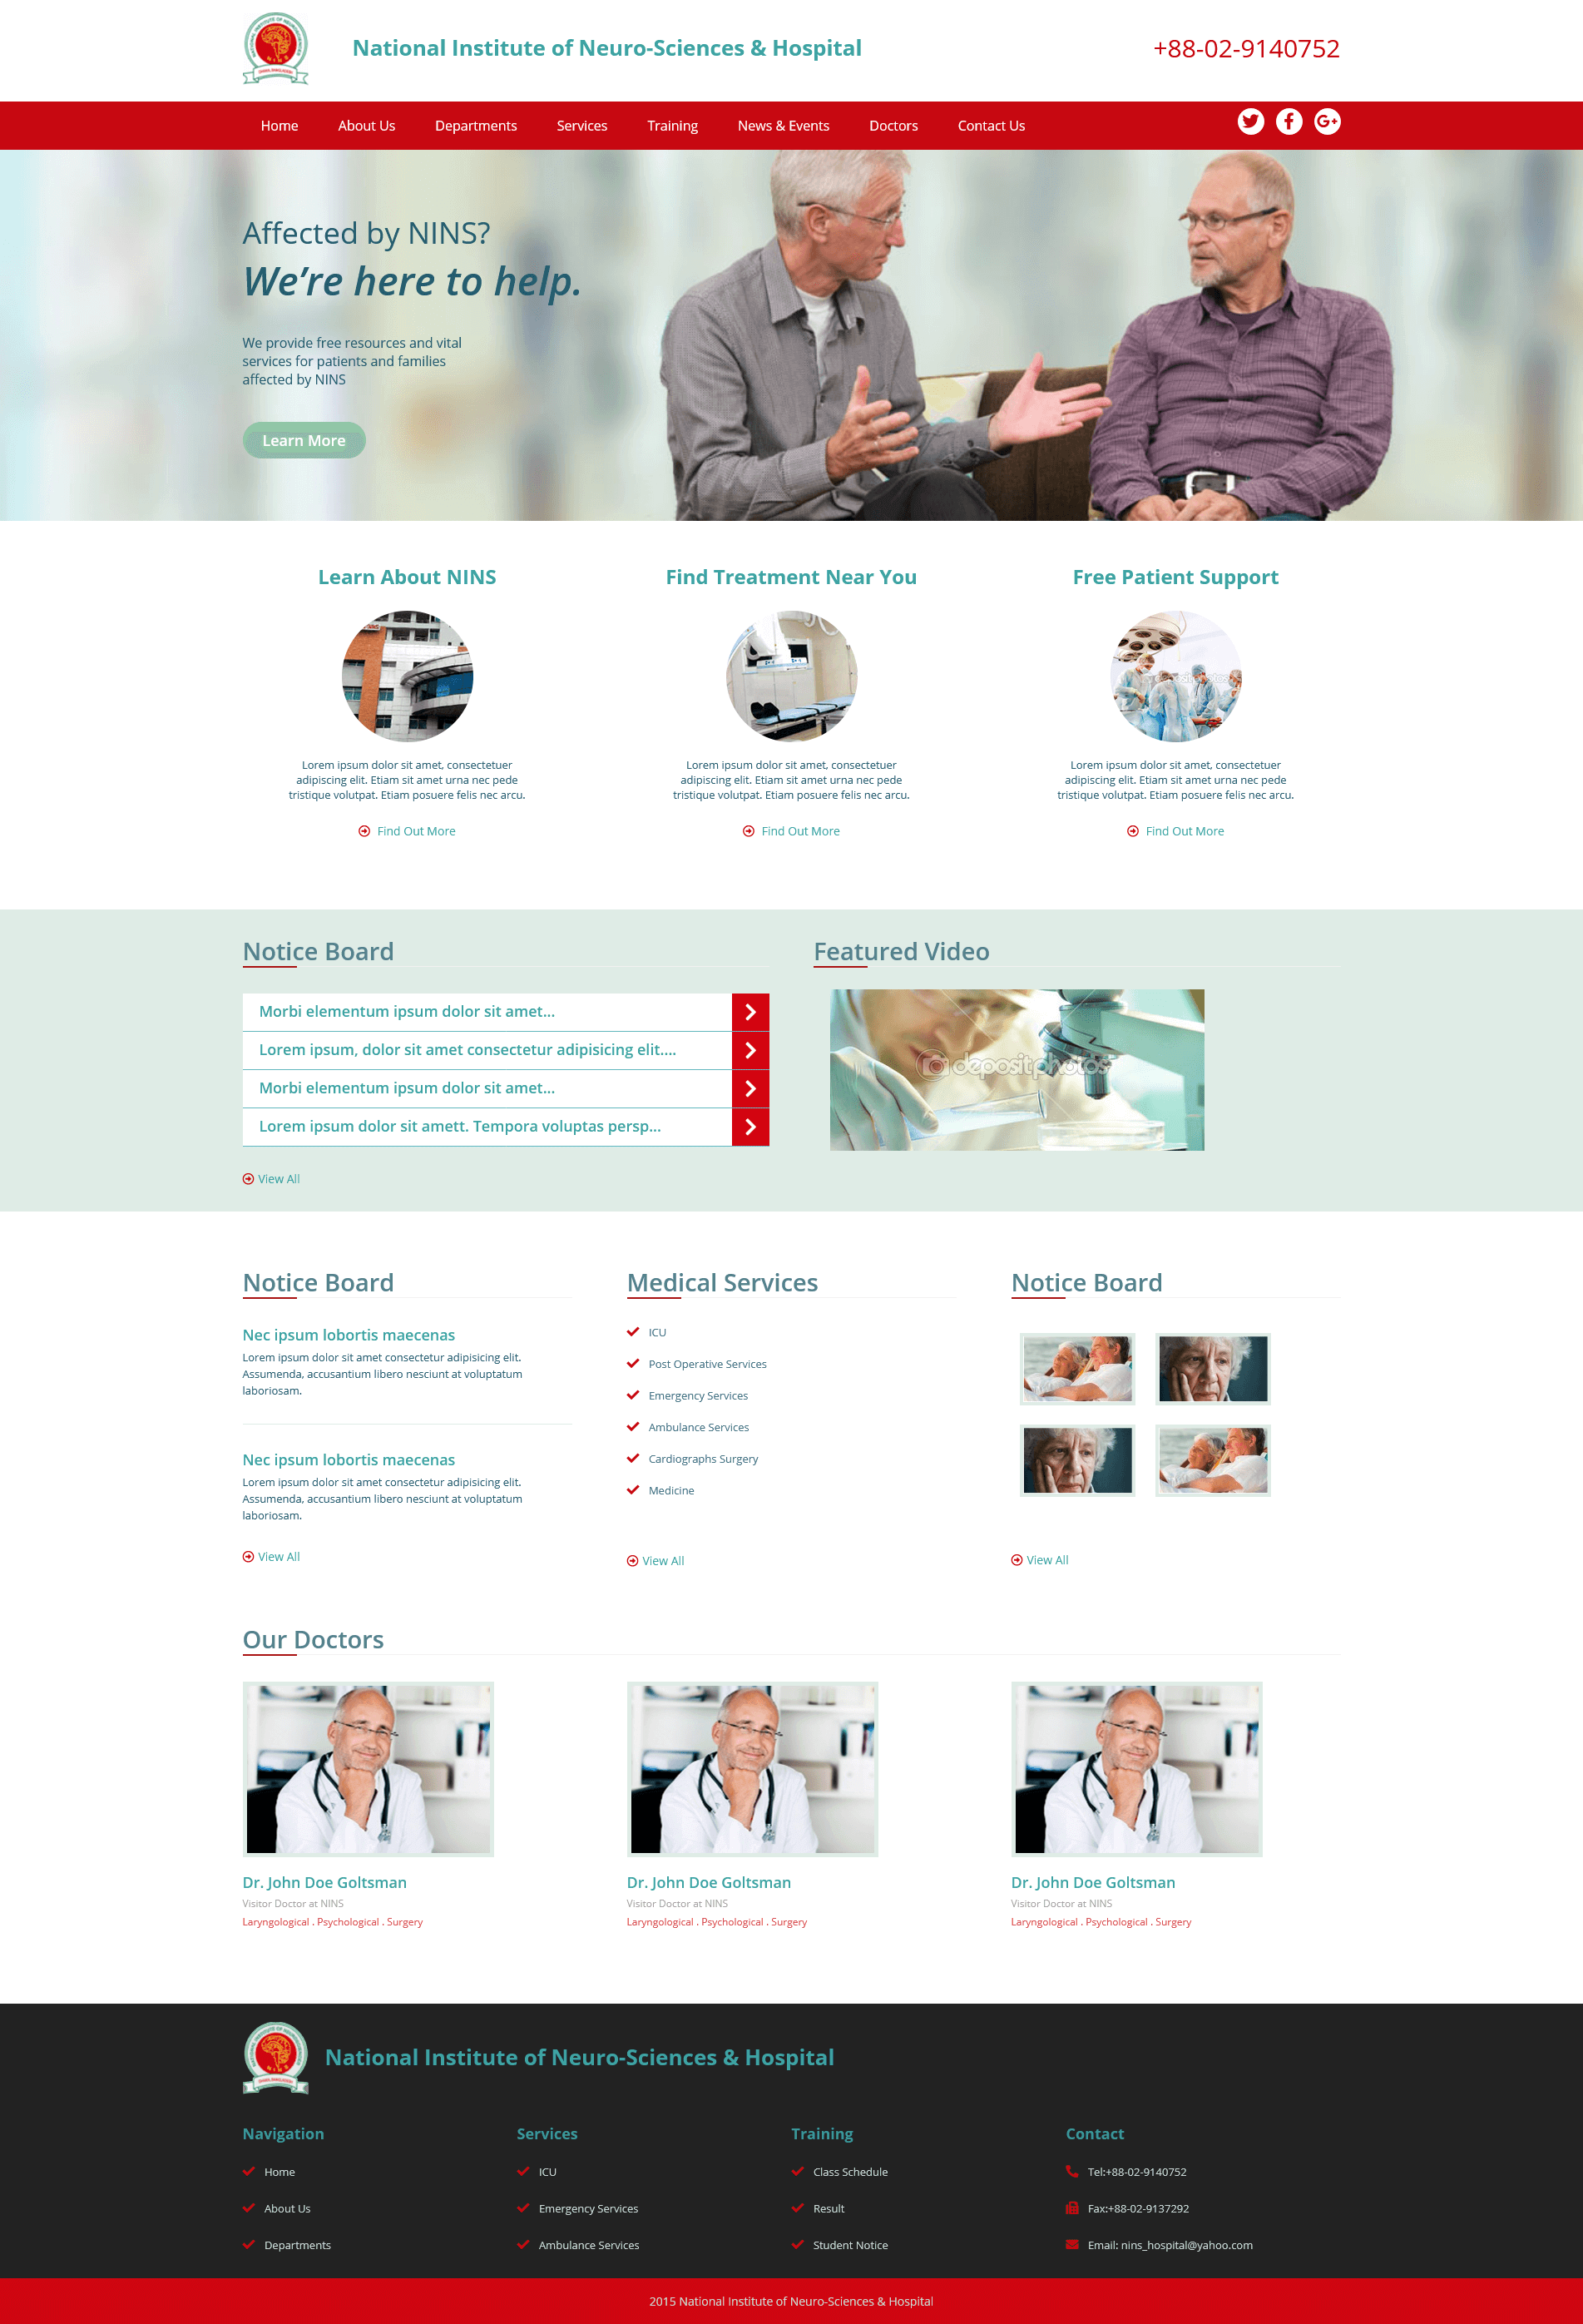 National Institute of Neuro-Sciences & Hospital
+88-02-9140752
Home
About Us
Departments
Services
Training
News & Events
Doctors
Contact Us
Affected by NINS?
We’re here to help.
We provide free resources and vital
services for patients and families
affected by NINS
Learn More
Learn About NINS
Lorem ipsum dolor sit amet, consectetuer
adipiscing elit. Etiam sit amet urna nec pede
tristique volutpat. Etiam posuere felis nec arcu.
Find Out More
Find Treatment Near You
Lorem ipsum dolor sit amet, consectetuer
adipiscing elit. Etiam sit amet urna nec pede
tristique volutpat. Etiam posuere felis nec arcu.
Find Out More
Free Patient Support
Lorem ipsum dolor sit amet, consectetuer
adipiscing elit. Etiam sit amet urna nec pede
tristique volutpat. Etiam posuere felis nec arcu.
Find Out More
Notice Board
Morbi elementum ipsum dolor sit amet...
Lorem ipsum, dolor sit amet consectetur adipisicing elit....
Morbi elementum ipsum dolor sit amet...
Lorem ipsum dolor sit amett. Tempora voluptas persp...
View All
Featured Video
depositphotos
Notice Board
Nec ipsum lobortis maecenas
Lorem ipsum dolor sit amet consectetur adipisicing elit.
Assumenda, accusantium libero nesciunt at voluptatum
laboriosam.
Nec ipsum lobortis maecenas
Lorem ipsum dolor sit amet consectetur adipisicing elit.
Assumenda, accusantium libero nesciunt at voluptatum
laboriosam.
View All
Medical Services
ICU
Post Operative Services
Emergency Services
Ambulance Services
Cardiographs Surgery
Medicine
View All
Notice Board
View All
Our Doctors
Dr. John Doe Goltsman
Visitor Doctor at NINS
Laryngological . Psychological . Surgery
Dr. John Doe Goltsman
Visitor Doctor at NINS
Laryngological . Psychological . Surgery
Dr. John Doe Goltsman
Visitor Doctor at NINS
Laryngological . Psychological . Surgery
National Institute of Neuro-Sciences & Hospital
Navigation
Home
About Us
Departments
Services
ICU
Emergency Services
Ambulance Services
Training
Class Schedule
Result
Student Notice
Contact
Tel:+88-02-9140752
Fax:+88-02-9137292
Email: nins_hospital@yahoo.com
2015 National Institute of Neuro-Sciences & Hospital